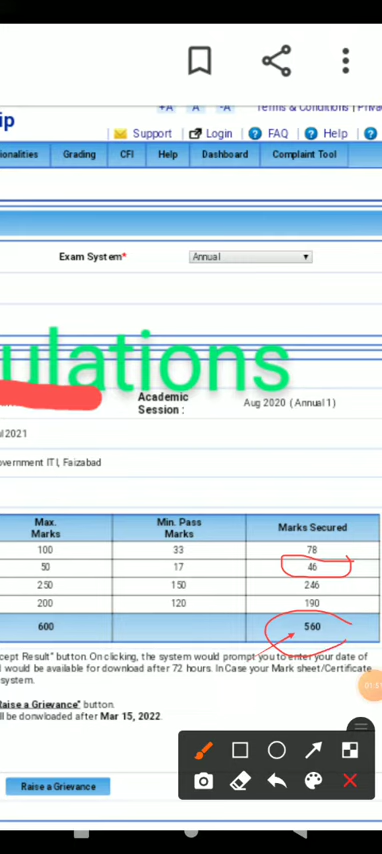 ip
+A A -A Terms & Conditions | Priva
Support | Login | FAQ | Help |
ionalities Grading CFI Help Dashboard Complaint Tool
Exam System* Annual
ulations
Academic Session : Aug 2020 (Annual 1)
l 2021
overnment ITI, Faizabad
Max. Marks Min. Pass Marks Marks Secured
100 33 78
50 17 46
250 150 246
200 120 190
600 560
cept Result" button. On clicking, the system would prompt you to enter your date of
would be available for download after 72 hours. In Case your Mark sheet/Certificate
system.
Raise a Grievance" button.
ll be donwloaded after Mar 15, 2022.
Raise a Grievance